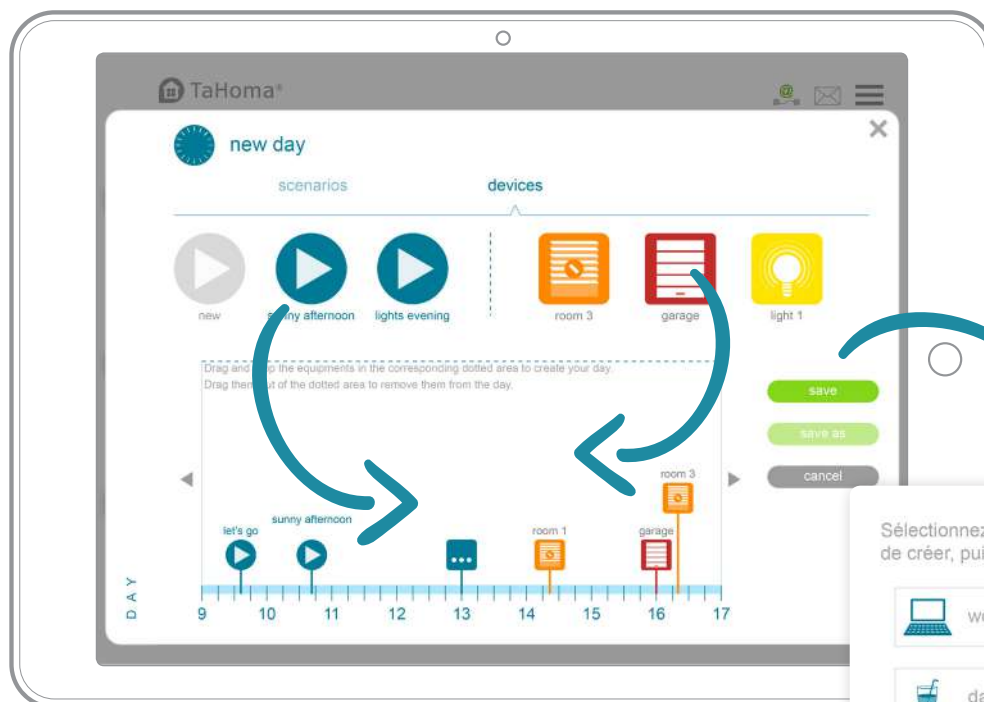 TaHoma®
@
new day
scenarios devices
new sunny afternoon lights evening room 3 garage light 1
Drag and drop the equipments in the corresponding dotted area to create your day.
Drag them out of the dotted area to remove them from the day.
save
save as
cancel
room 3
sunny afternoon
let's go room 1 garage
DAY
9 10 11 12 13 14 15 16 17
Sélectionnez
de créer, pui
we
da